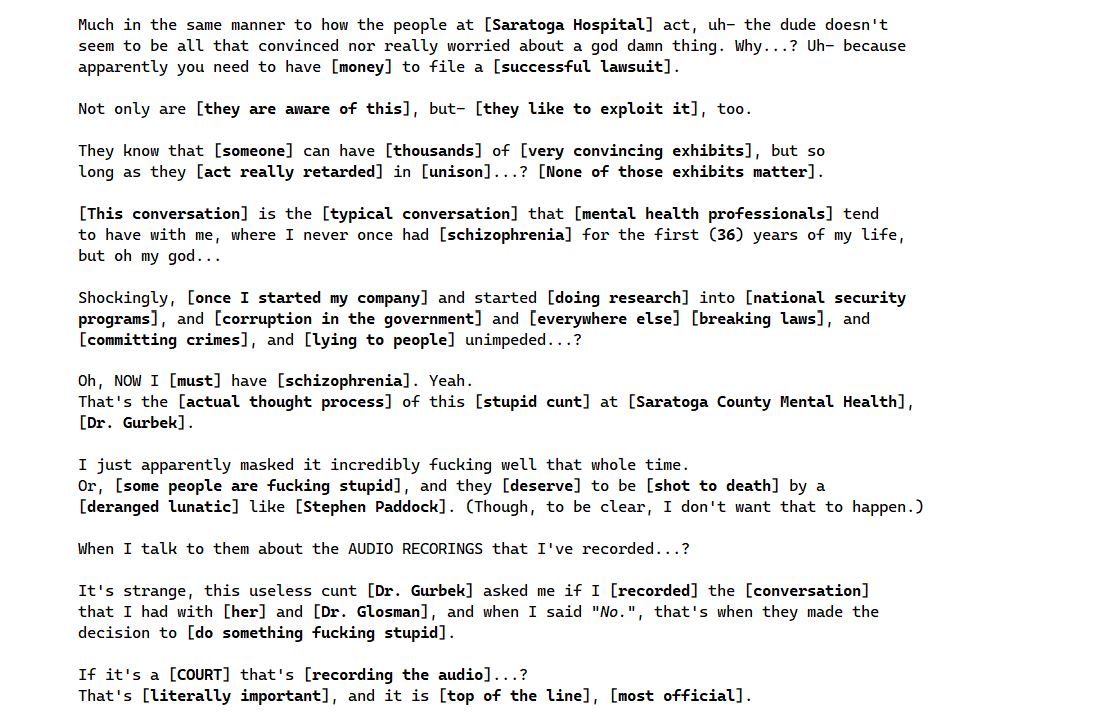 Much in the same manner to how the people at [Saratoga Hospital] act, uh– the dude doesn't
seem to be all that convinced nor really worried about a god damn thing. Why...? Uh– because
apparently you need to have [money] to file a [successful lawsuit].
Not only are [they are aware of this], but– [they like to exploit it], too.
They know that [someone] can have [thousands] of [very convincing exhibits], but so
long as they [act really retarded] in [unison]...? [None of those exhibits matter].
[This conversation] is the [typical conversation] that [mental health professionals] tend
to have with me, where I never once had [schizophrenia] for the first (36) years of my life,
but oh my god...
Shockingly, [once I started my company] and started [doing research] into [national security
programs], and [corruption in the government] and [everywhere else] [breaking laws], and
[committing crimes], and [lying to people] unimpeded...?
Oh, NOW I [must] have [schizophrenia]. Yeah.
That's the [actual thought process] of this [stupid cunt] at [Saratoga County Mental Health],
[Dr. Gurbek].
I just apparently masked it incredibly fucking well that whole time.
Or, [some people are fucking stupid], and they [deserve] to be [shot to death] by a
[deranged lunatic] like [Stephen Paddock]. (Though, to be clear, I don't want that to happen.)
When I talk to them about the AUDIO RECORINGS that I've recorded...?
It's strange, this useless cunt [Dr. Gurbek] asked me if I [recorded] the [conversation]
that I had with [her] and [Dr. Glosman], and when I said "No.", that's when they made the
decision to [do something fucking stupid].
If it's a [COURT] that's [recording the audio]...?
That's [literally important], and it is [top of the line], [most official].